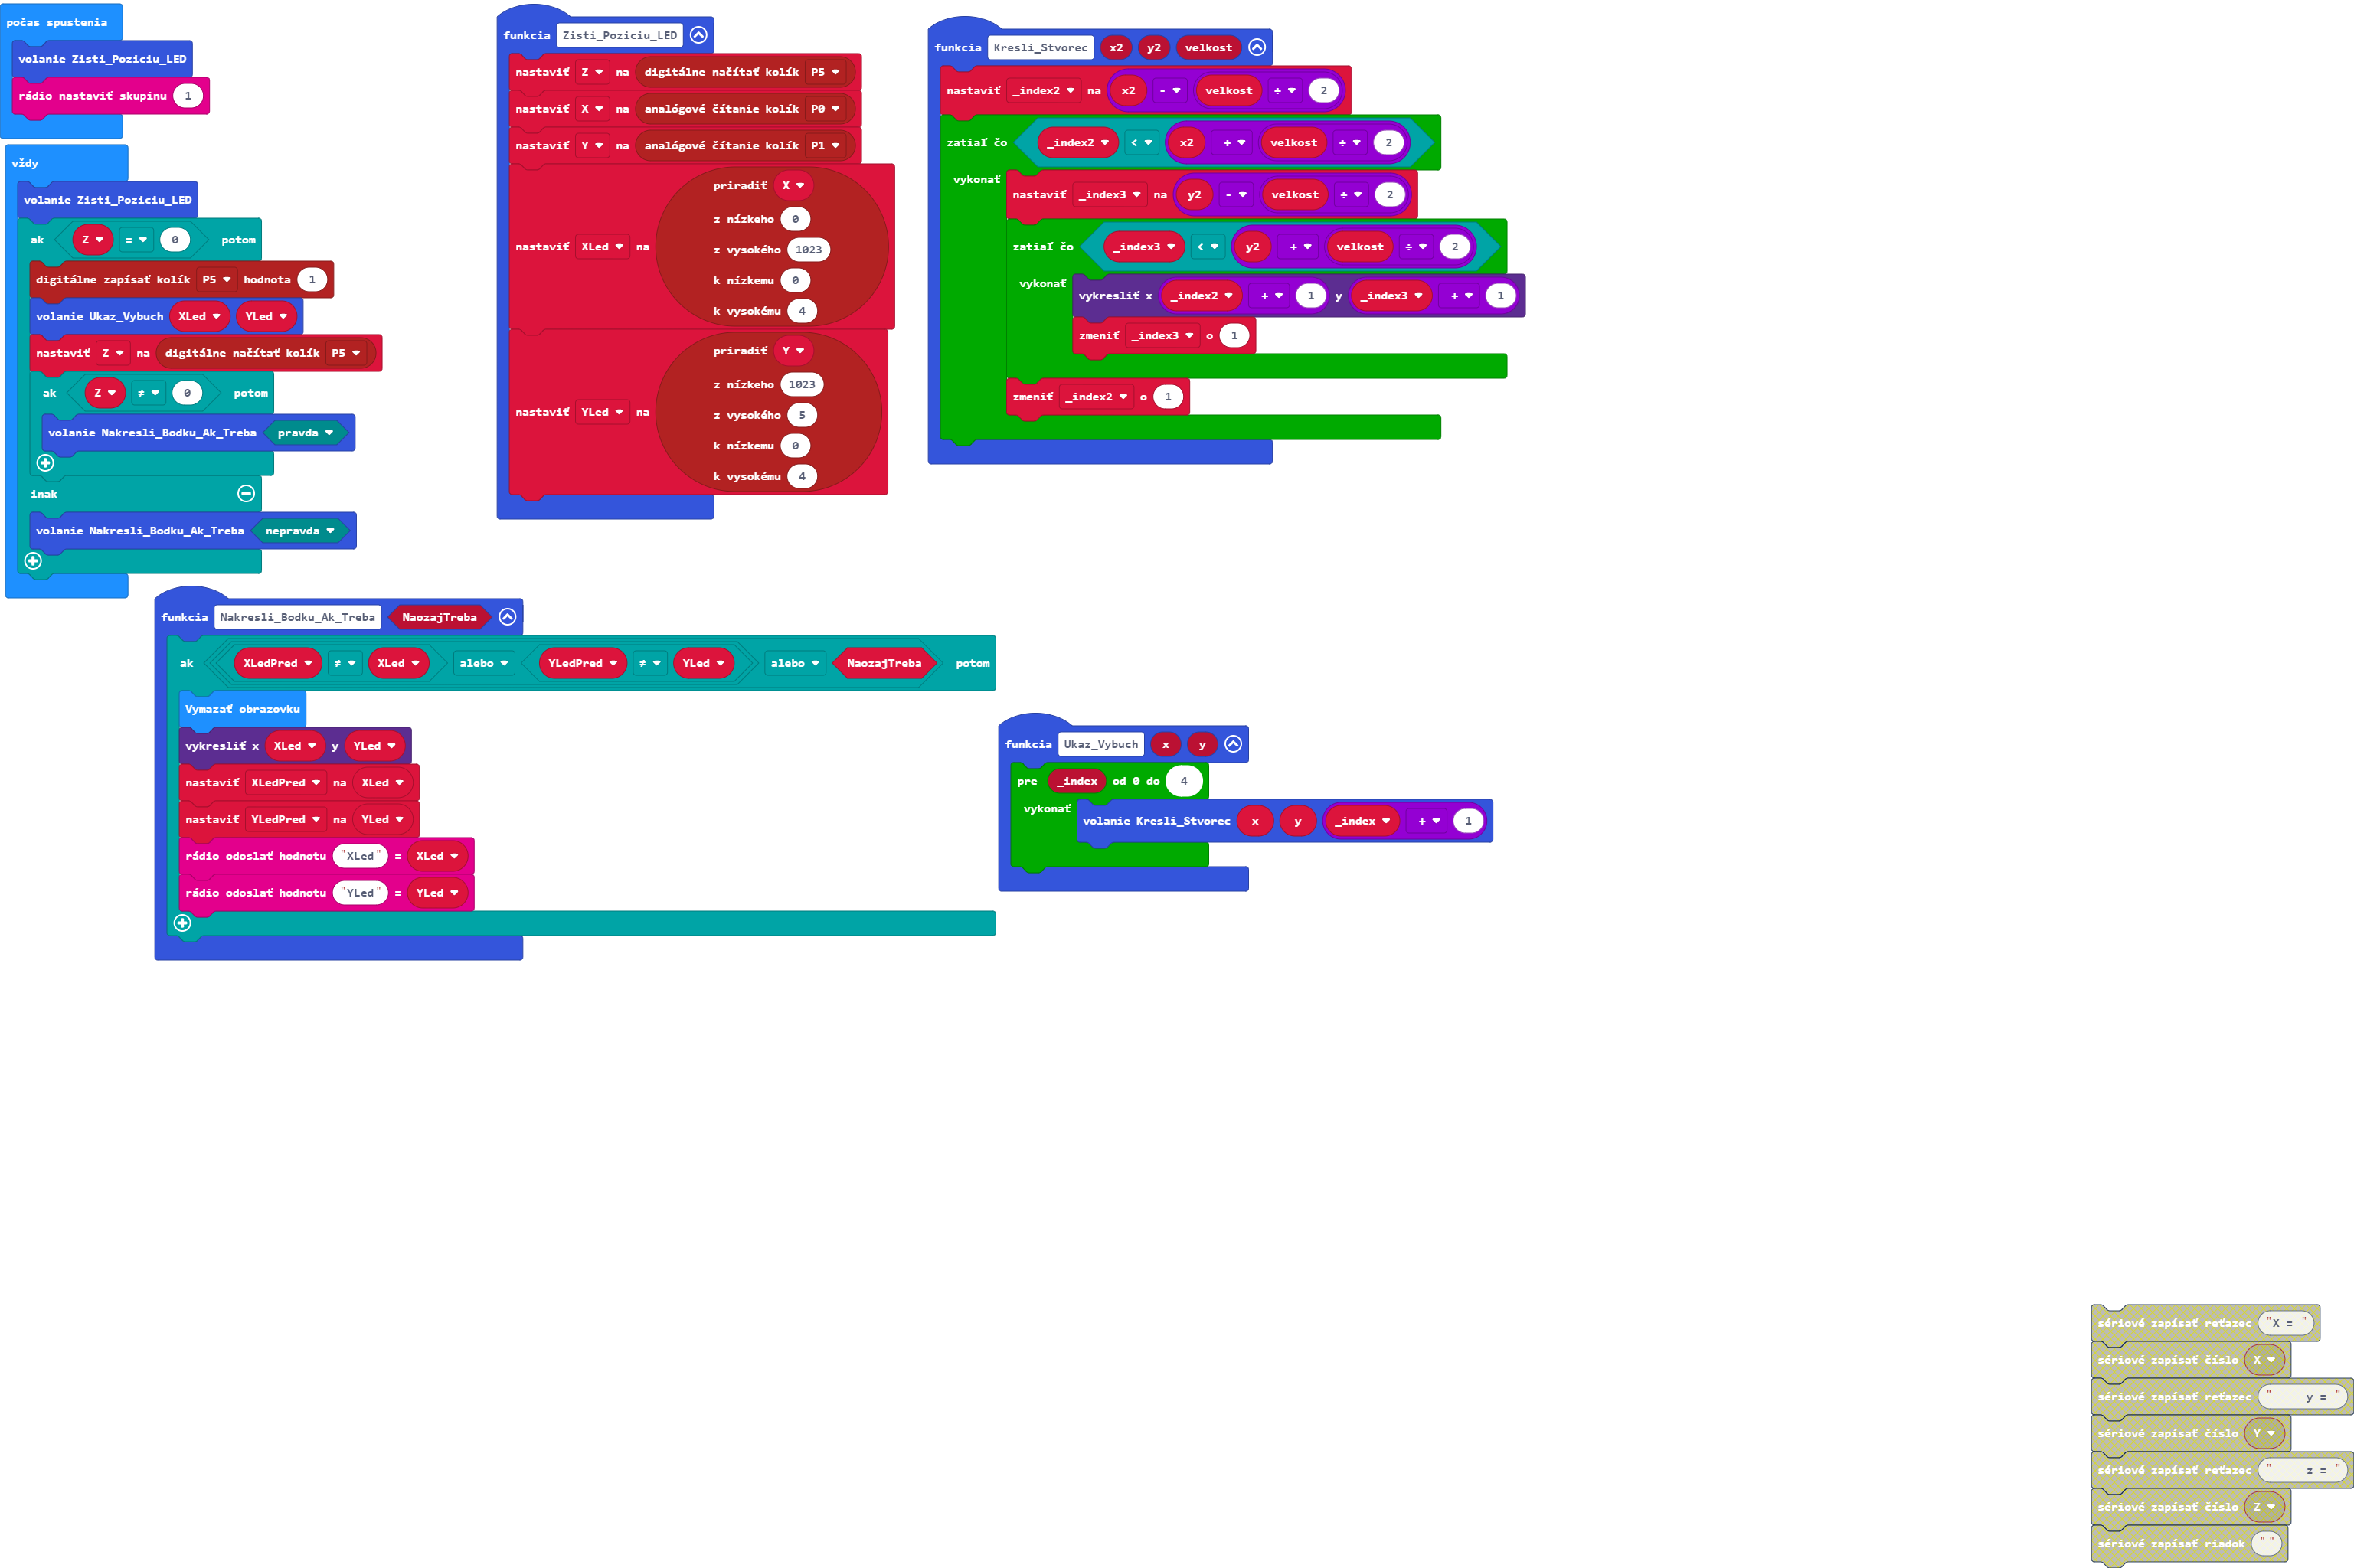 počas spustenia
volanie Zisti_Poziciu_LED
rádio nastaviť skupinu 1
vždy
volanie Zisti_Poziciu_LED
ak Z = 0 potom
digitálne zapísať kolík P5 hodnota 1
volanie Ukaz_Vybuch XLed YLed
nastaviť Z na digitálne načítať kolík P5
ak Z ≠ 0 potom
volanie Nakresli_Bodku_Ak_Treba pravda
inak
volanie Nakresli_Bodku_Ak_Treba nepravda
funkcia Zisti_Poziciu_LED
nastaviť Z na digitálne načítať kolík P5
nastaviť X na analógové čítanie kolík P0
nastaviť Y na analógové čítanie kolík P1
nastaviť XLed na
priradiť X
z nízkeho 0
z vysokého 1023
k nízkemu 0
k vysokému 4
nastaviť YLed na
priradiť Y
z nízkeho 1023
z vysokého 5
k nízkemu 0
k vysokému 4
funkcia Kresli_Stvorec x2 y2 velkost
nastaviť _index2 na x2 - velkost ÷ 2
zatiaľ čo _index2 < x2 + velkost ÷ 2
vykonať
nastaviť _index3 na y2 - velkost ÷ 2
zatiaľ čo _index3 < y2 + velkost ÷ 2
vykonať
vykresliť x _index2 + 1 y _index3 + 1
zmeniť _index3 o 1
zmeniť _index2 o 1
funkcia Nakresli_Bodku_Ak_Treba NaozajTreba
ak XLedPred ≠ XLed alebo YLedPred ≠ YLed alebo NaozajTreba potom
Vymazať obrazovku
vykresliť x XLed y YLed
nastaviť XLedPred na XLed
nastaviť YLedPred na YLed
rádio odoslať hodnotu "XLed" = XLed
rádio odoslať hodnotu "YLed" = YLed
funkcia Ukaz_Vybuch x y
pre _index od 0 do 4
vykonať
volanie Kresli_Stvorec x y _index + 1
sériové zapísať reťazec "X = "
sériové zapísať číslo X
sériové zapísať reťazec "    y = "
sériové zapísať číslo Y
sériové zapísať reťazec "    z = "
sériové zapísať číslo Z
sériové zapísať riadok ""